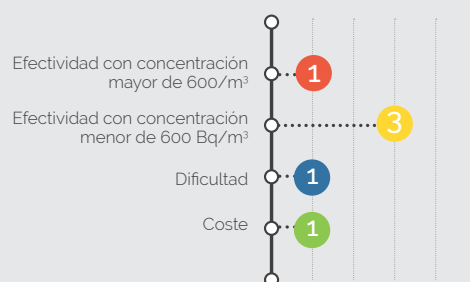 Efectividad con concentración
mayor de 600/m³
1
Efectividad con concentración
menor de 600 Bq/m³
3
Dificultad
1
Coste
1